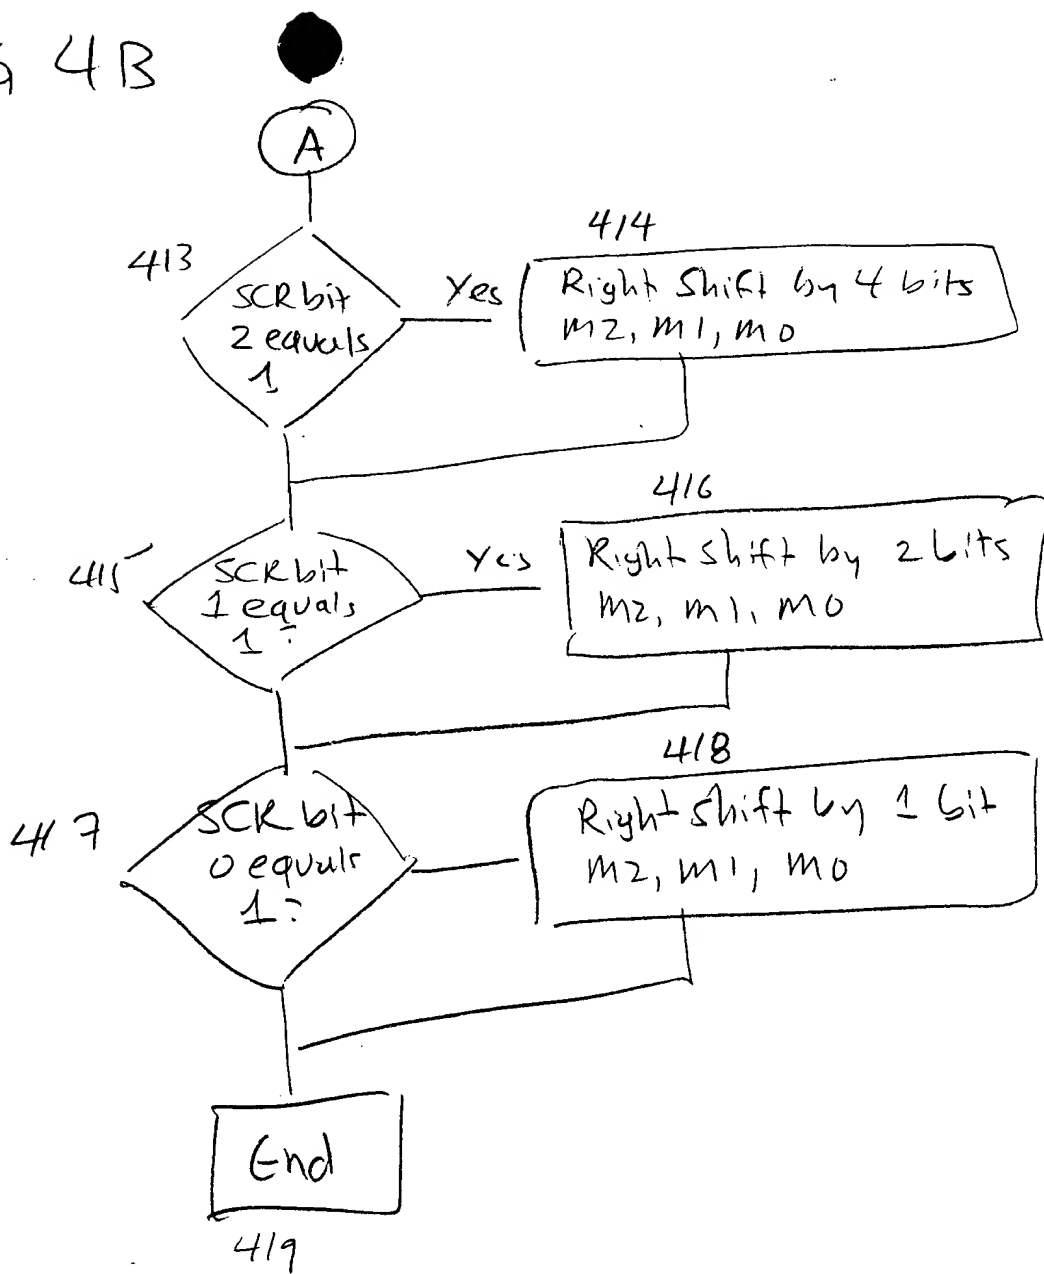 4B
A
413
SCR bit
2 equals
1
Yes
414
Right Shift by 4 bits
m2, m1, m0
415
SCR bit
1 equals
1?
Yes
416
Right Shift by 2 bits
m2, m1, m0
417
SCR bit
0 equals
1?
418
Right Shift by 1 bit
m2, m1, m0
End
419